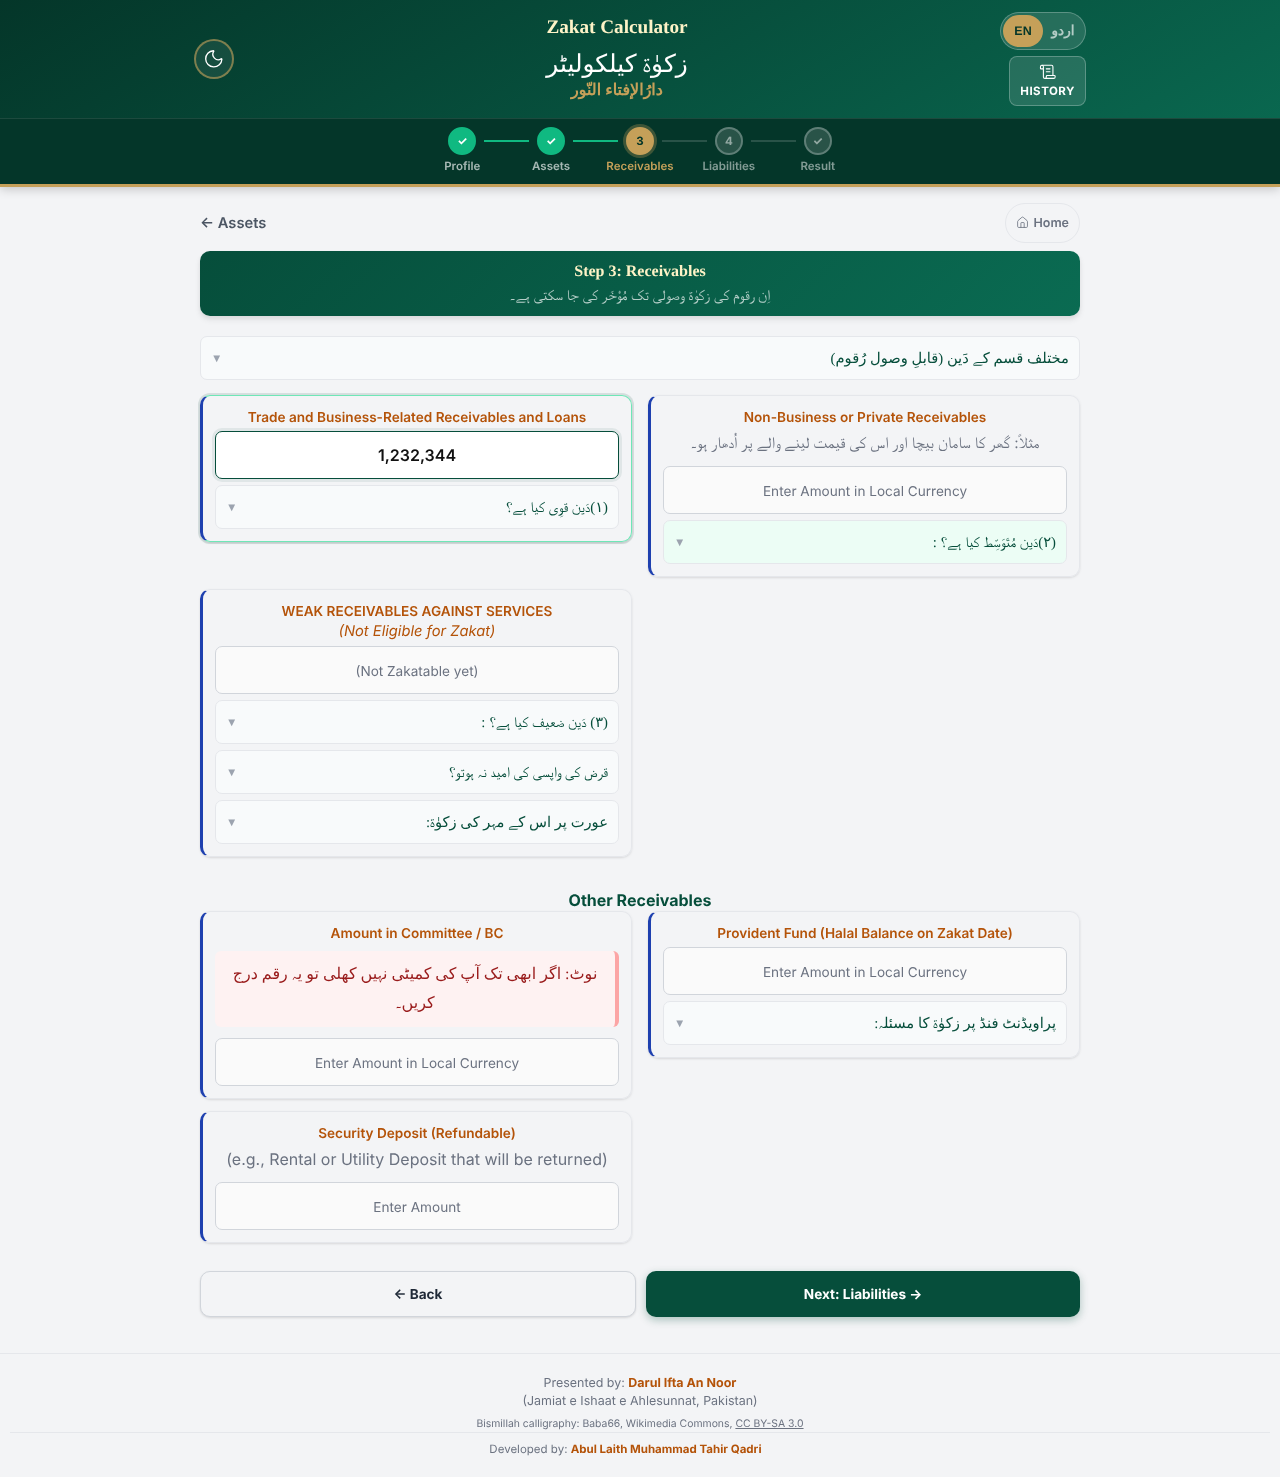 Zakat Calculator
زکوٰۃ کیلکولیٹر
دارُالإفتاء النّور
EN
اردو
HISTORY
3
4
Profile
Assets
Receivables
Liabilities
Result
← Assets
Home
Step 3: Receivables
اِن رقوم کی زکوٰۃ وصولی تک مُؤخَر کی جا سکتی ہے۔
مختلف قسم کے دَین (قابلِ وصول رُقوم)
▼
Trade and Business-Related Receivables and Loans
1,232,344
(۱)دَین قوِی کیا ہے؟
▼
Non-Business or Private Receivables
مثلاً: گھر کا سامان بیچا اور اس کی قیمت لینے والے پر اُدھار ہو۔
Enter Amount in Local Currency
(۲)دَین مُتَوَسِّط کیا ہے؟ :
▼
WEAK RECEIVABLES AGAINST SERVICES
(Not Eligible for Zakat)
(Not Zakatable yet)
(۳) دَین ضعیف کیا ہے؟ :
▼
قرض کی واپسی کی امید نہ ہوتو؟
▼
عورت پر اس کے مہر کی زکوٰۃ:
▼
Other Receivables
Amount in Committee / BC
نوٹ: اگر ابھی تک آپ کی کمیٹی نہیں کھلی تو یہ رقم درج
کریں۔
Enter Amount in Local Currency
Provident Fund (Halal Balance on Zakat Date)
Enter Amount in Local Currency
پراویڈنٹ فنڈ پر زکوٰۃ کا مسئلہ:
▼
Security Deposit (Refundable)
(e.g., Rental or Utility Deposit that will be returned)
Enter Amount
← Back
Next: Liabilities →
Presented by: Darul Ifta An Noor
(Jamiat e Ishaat e Ahlesunnat, Pakistan)
Bismillah calligraphy: Baba66, Wikimedia Commons, CC BY-SA 3.0
Developed by: Abul Laith Muhammad Tahir Qadri